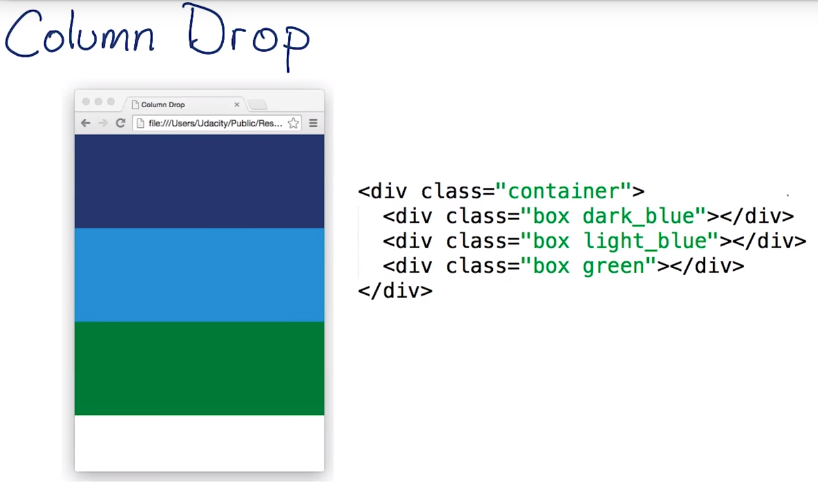 Column Drop
Column Drop
file:///Users/Udacity/Public/Res...
<div class="container">
<div class="box dark_blue"></div>
<div class="box light_blue"></div>
<div class="box green"></div>
</div>